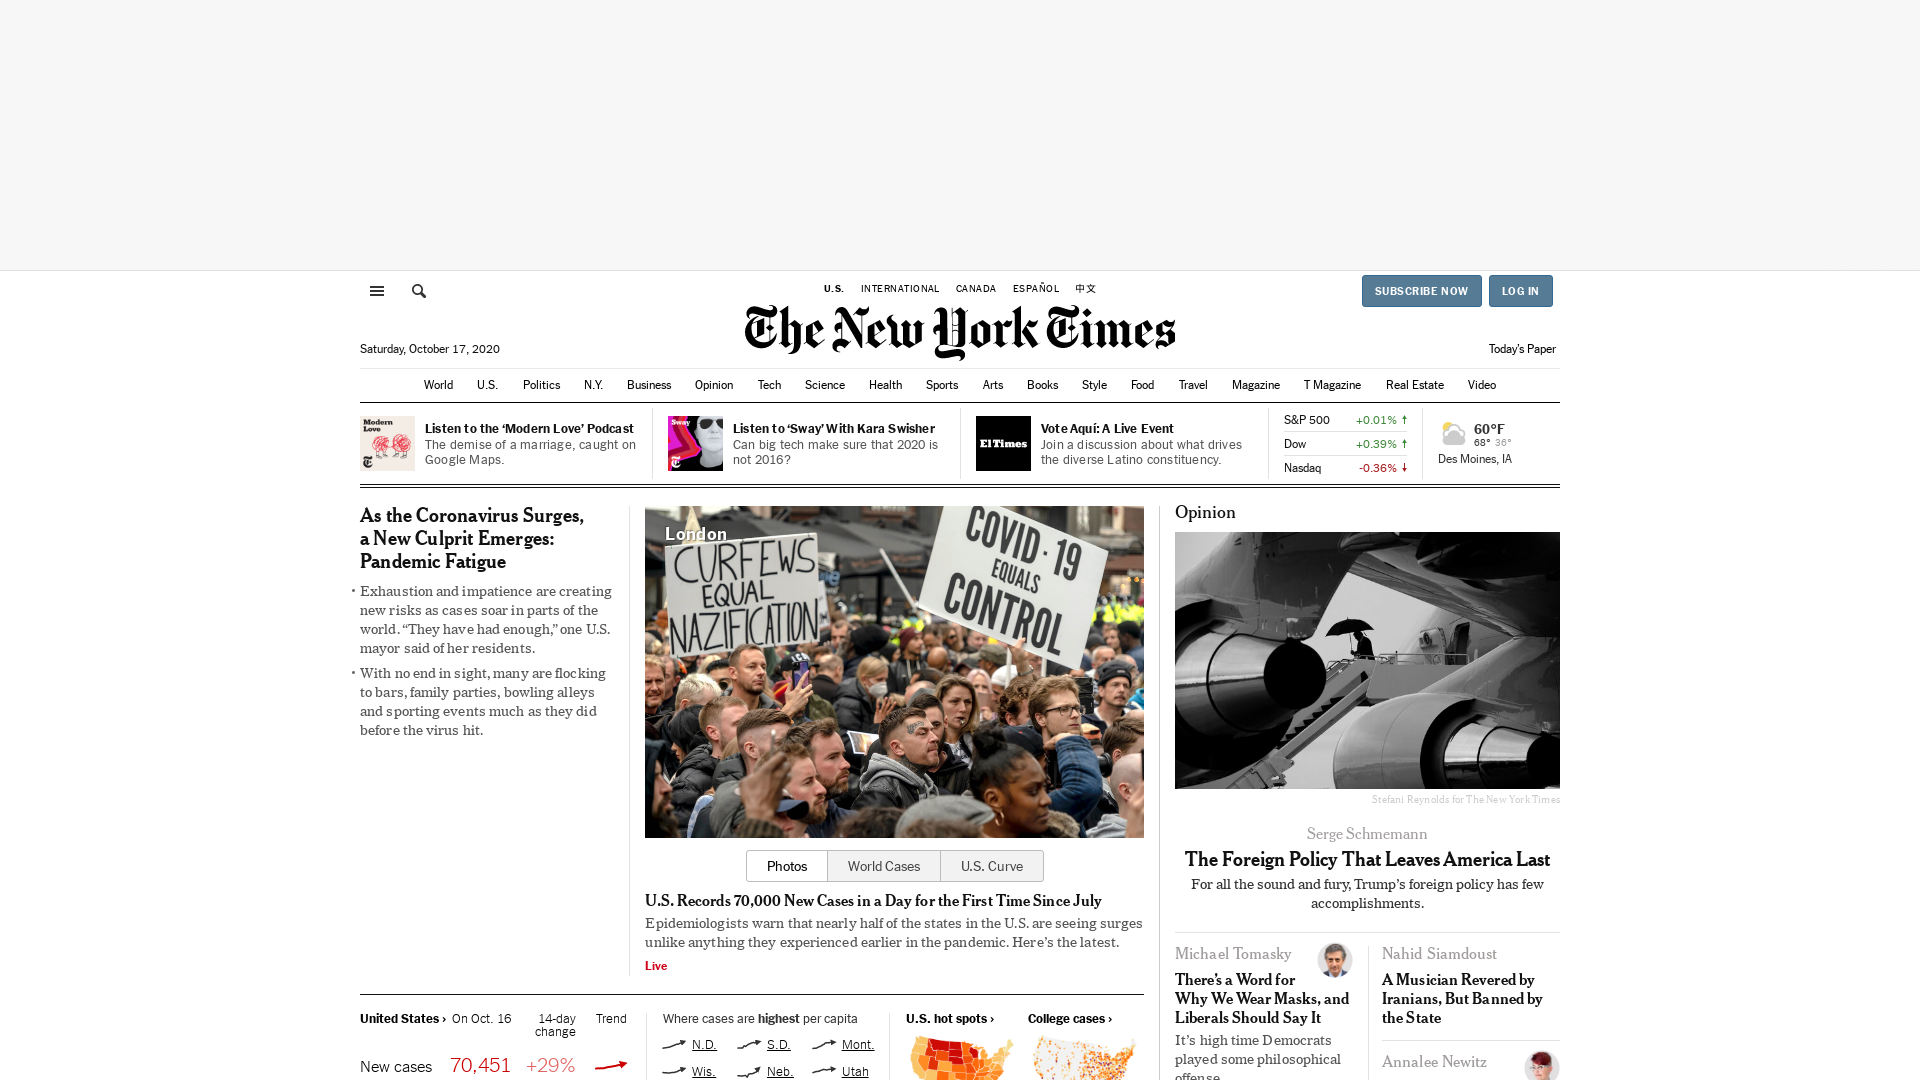 U.S. INTERNATIONAL CANADA ESPAÑOL 中文
SUBSCRIBE NOW LOG IN
The New York Times
Saturday, October 17, 2020
Today's Paper
World U.S. Politics N.Y. Business Opinion Tech Science Health Sports Arts Books Style Food Travel Magazine T Magazine Real Estate Video
Modern
Love
Listen to the ‘Modern Love’ Podcast
The demise of a marriage, caught on
Google Maps.
Sway
Listen to ‘Sway’ With Kara Swisher
Can big tech make sure that 2020 is
not 2016?
El Times
Vote Aquí: A Live Event
Join a discussion about what drives
the diverse Latino constituency.
S&P 500 +0.01%
Dow +0.39%
Nasdaq -0.36%
60°F
68° 36°
Des Moines, IA
As the Coronavirus Surges,
a New Culprit Emerges:
Pandemic Fatigue
Exhaustion and impatience are creating
new risks as cases soar in parts of the
world. “They have had enough,” one U.S.
mayor said of her residents.
With no end in sight, many are flocking
to bars, family parties, bowling alleys
and sporting events much as they did
before the virus hit.
London
CURFEWS
EQUAL
NAZIFICATION
COVID-19
EQUALS
CONTROL
Photos World Cases U.S. Curve
U.S. Records 70,000 New Cases in a Day for the First Time Since July
Epidemiologists warn that nearly half of the states in the U.S. are seeing surges
unlike anything they experienced earlier in the pandemic. Here’s the latest.
Live
United States › On Oct. 16 14-day
change Trend
New cases 70,451 +29%
Where cases are highest per capita
N.D. S.D. Mont.
Wis. Neb. Utah
U.S. hot spots › College cases ›
Opinion
Stefani Reynolds for The New York Times
Serge Schmemann
The Foreign Policy That Leaves America Last
For all the sound and fury, Trump’s foreign policy has few
accomplishments.
Michael Tomasky
There’s a Word for
Why We Wear Masks, and
Liberals Should Say It
It’s high time Democrats
played some philosophical
offense.
Nahid Siamdoust
A Musician Revered by
Iranians, But Banned by
the State
Annalee Newitz